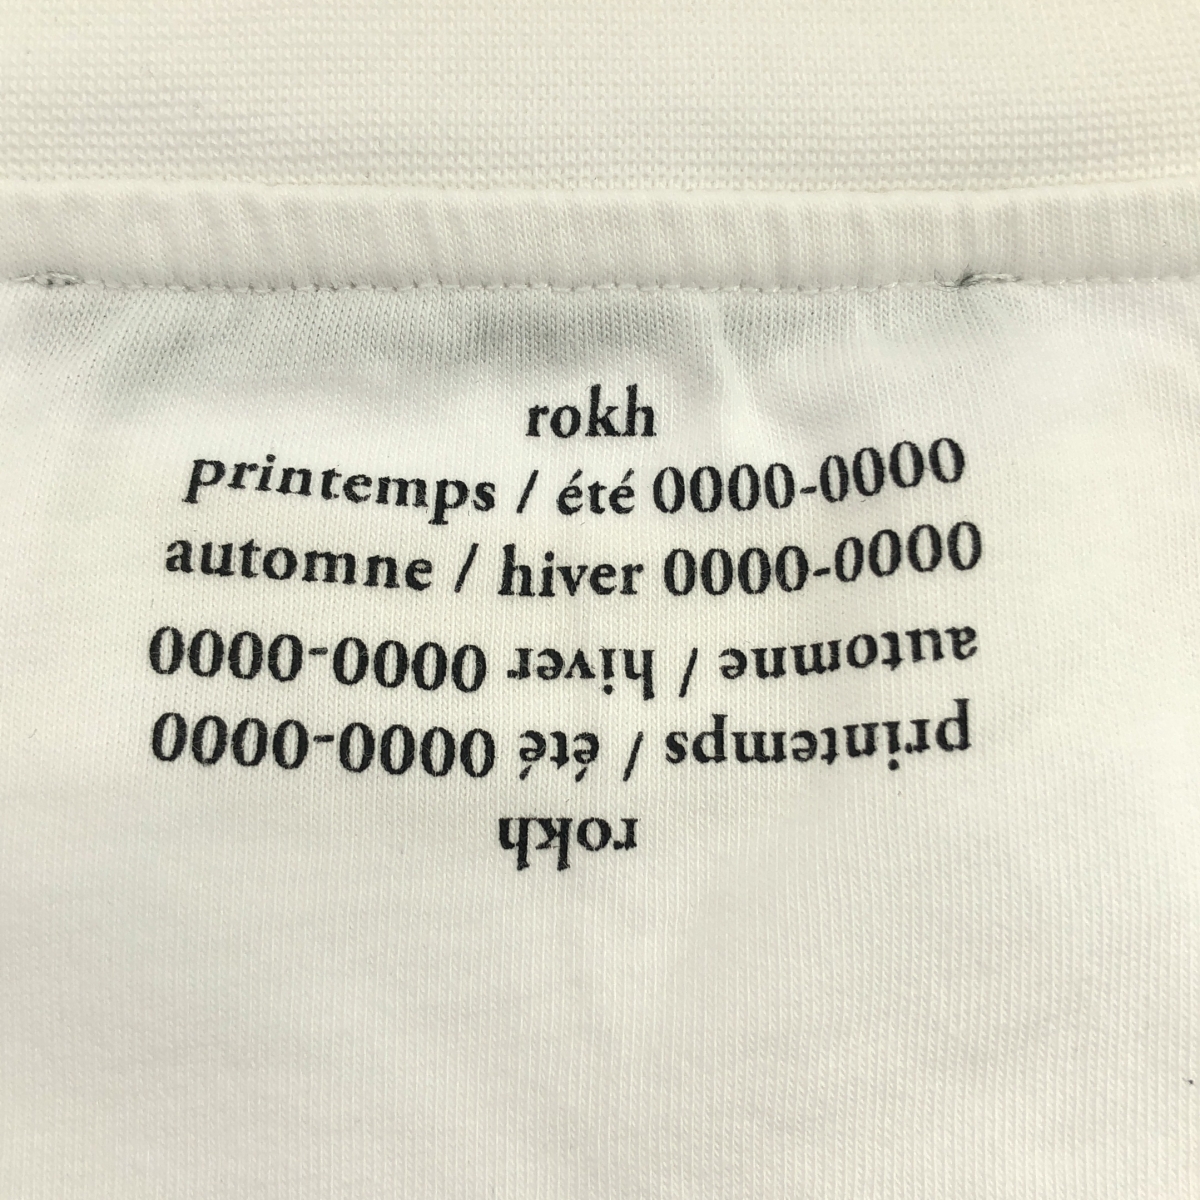 rokh
printemps / été 0000-0000
automne / hiver 0000-0000
automne / hiver 0000-0000
printemps / été 0000-0000
rokh